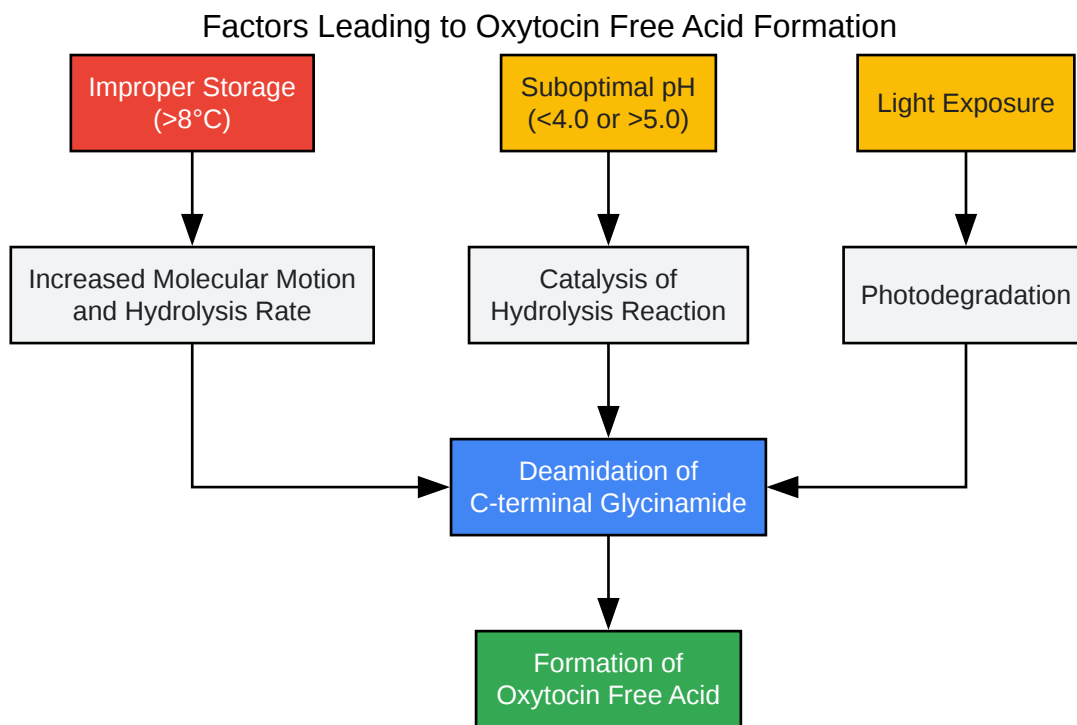 Factors Leading to Oxytocin Free Acid Formation
Improper Storage
(>8°C)
Suboptimal pH
(<4.0 or >5.0)
Light Exposure
Increased Molecular Motion
and Hydrolysis Rate
Catalysis of
Hydrolysis Reaction
Photodegradation
Deamidation of
C-terminal Glycinamide
Formation of
Oxytocin Free Acid